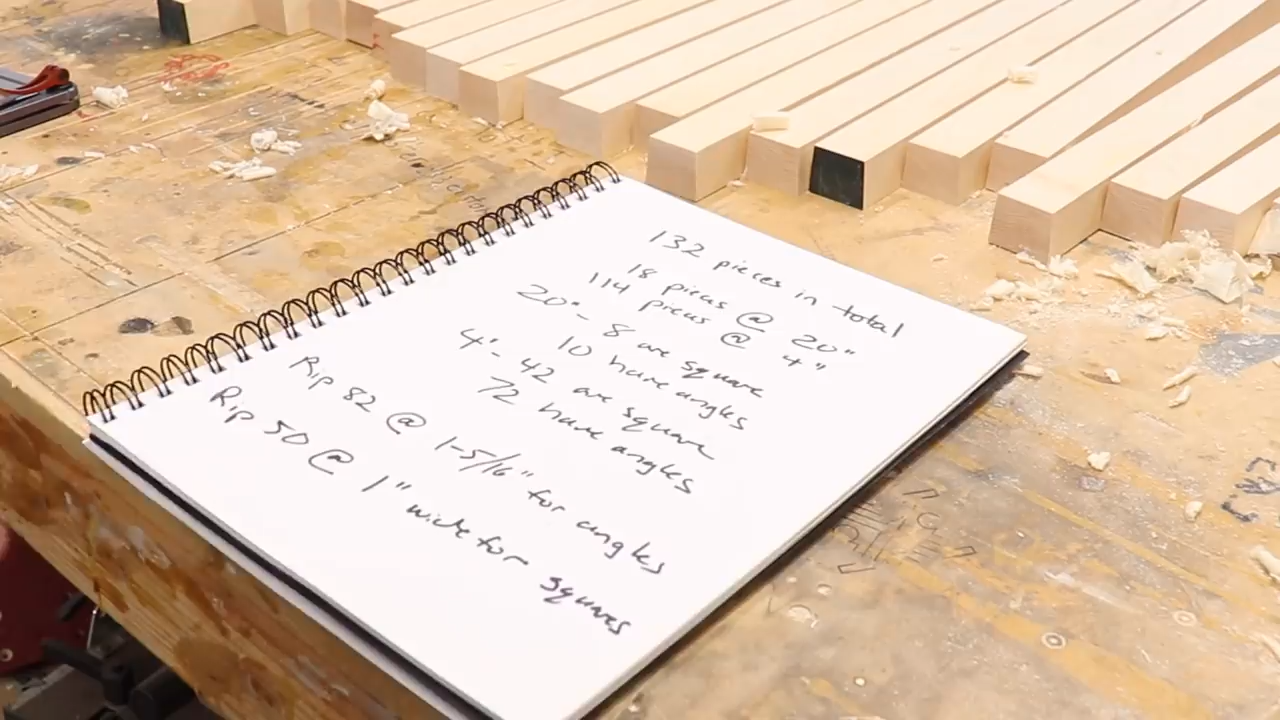 132 pieces in total
18 pieces @ 20"
114 pieces @ 4"
20" - 8 are square
10 have angles
4" - 42 are square
72 have angles
Rip 82 @ 1-5/16" for angles
Rip 50 @ 1" wide for squares